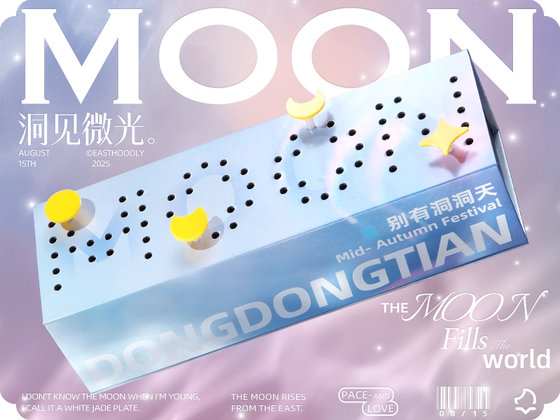 MOON
洞见微光。
AUGUST ©EASTHOOOLY
15TH 2025
MOON
别有洞洞天
Mid- Autumn Festival
DONGDONGTIAN
THE MOON
Fills The
world
I DON'T KNOW THE MOON WHEN I'M YOUNG,
I CALL IT A WHITE JADE PLATE.
THE MOON RISES
FROM THE EAST.
PACE-AND
LOVE
08/15